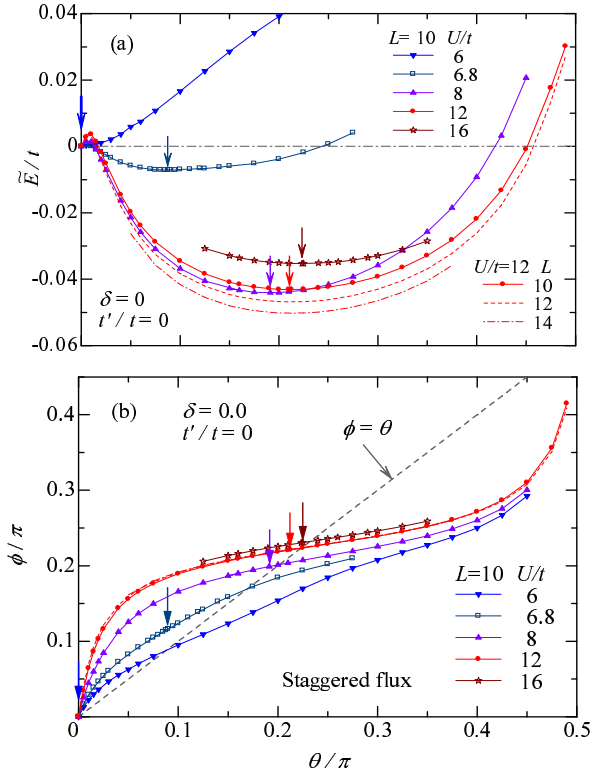 0.04
0.02
0
-0.02
-0.04
-0.06
Ẽ / t
(a)
L= 10 U/t
6
6.8
8
12
16
δ = 0
t′ / t = 0
U/t=12 L
10
12
14
(b)
δ = 0.0
t′ / t = 0
ϕ = θ
0.4
0.3
0.2
0.1
0
ϕ / π
L=10 U/t
6
6.8
8
12
16
Staggered flux
0 0.1 0.2 0.3 0.4 0.5
θ / π